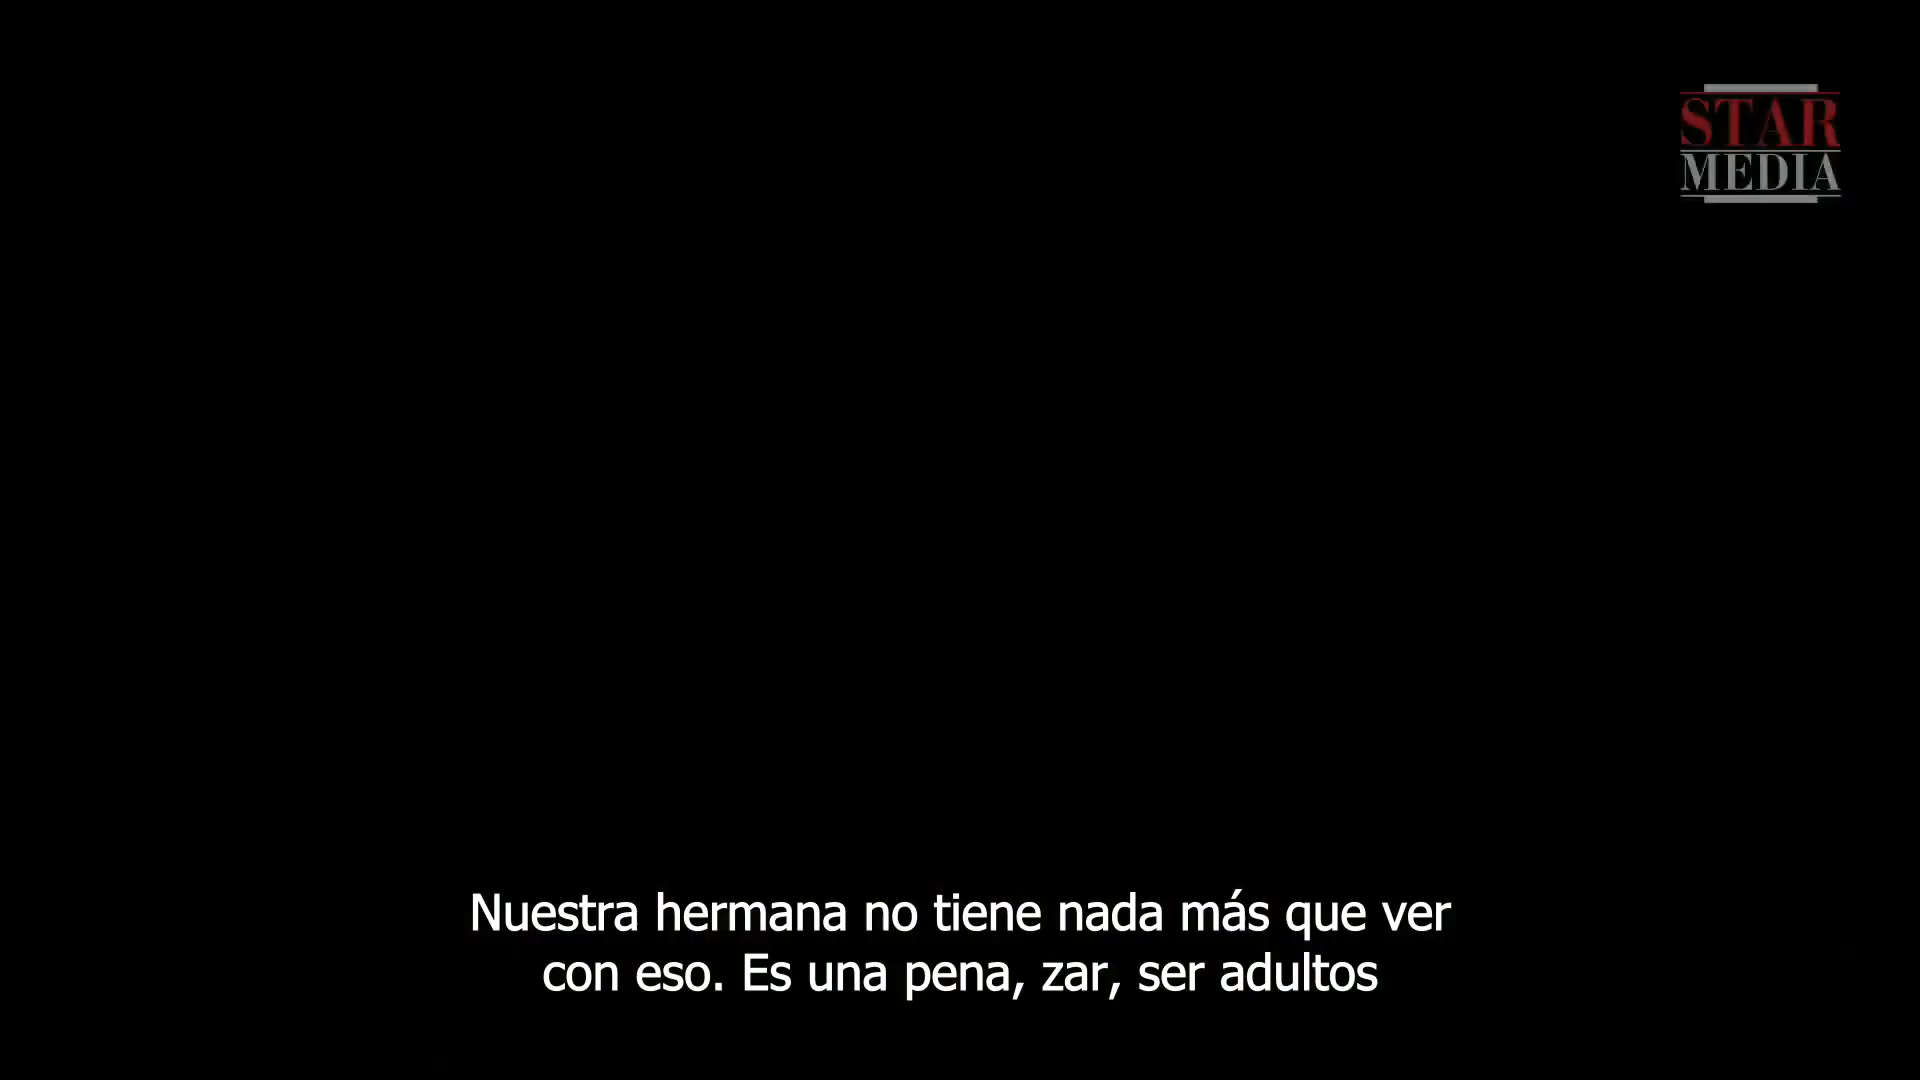 STAR
MEDIA
Nuestra hermana no tiene nada más que ver
con eso. Es una pena, zar, ser adultos